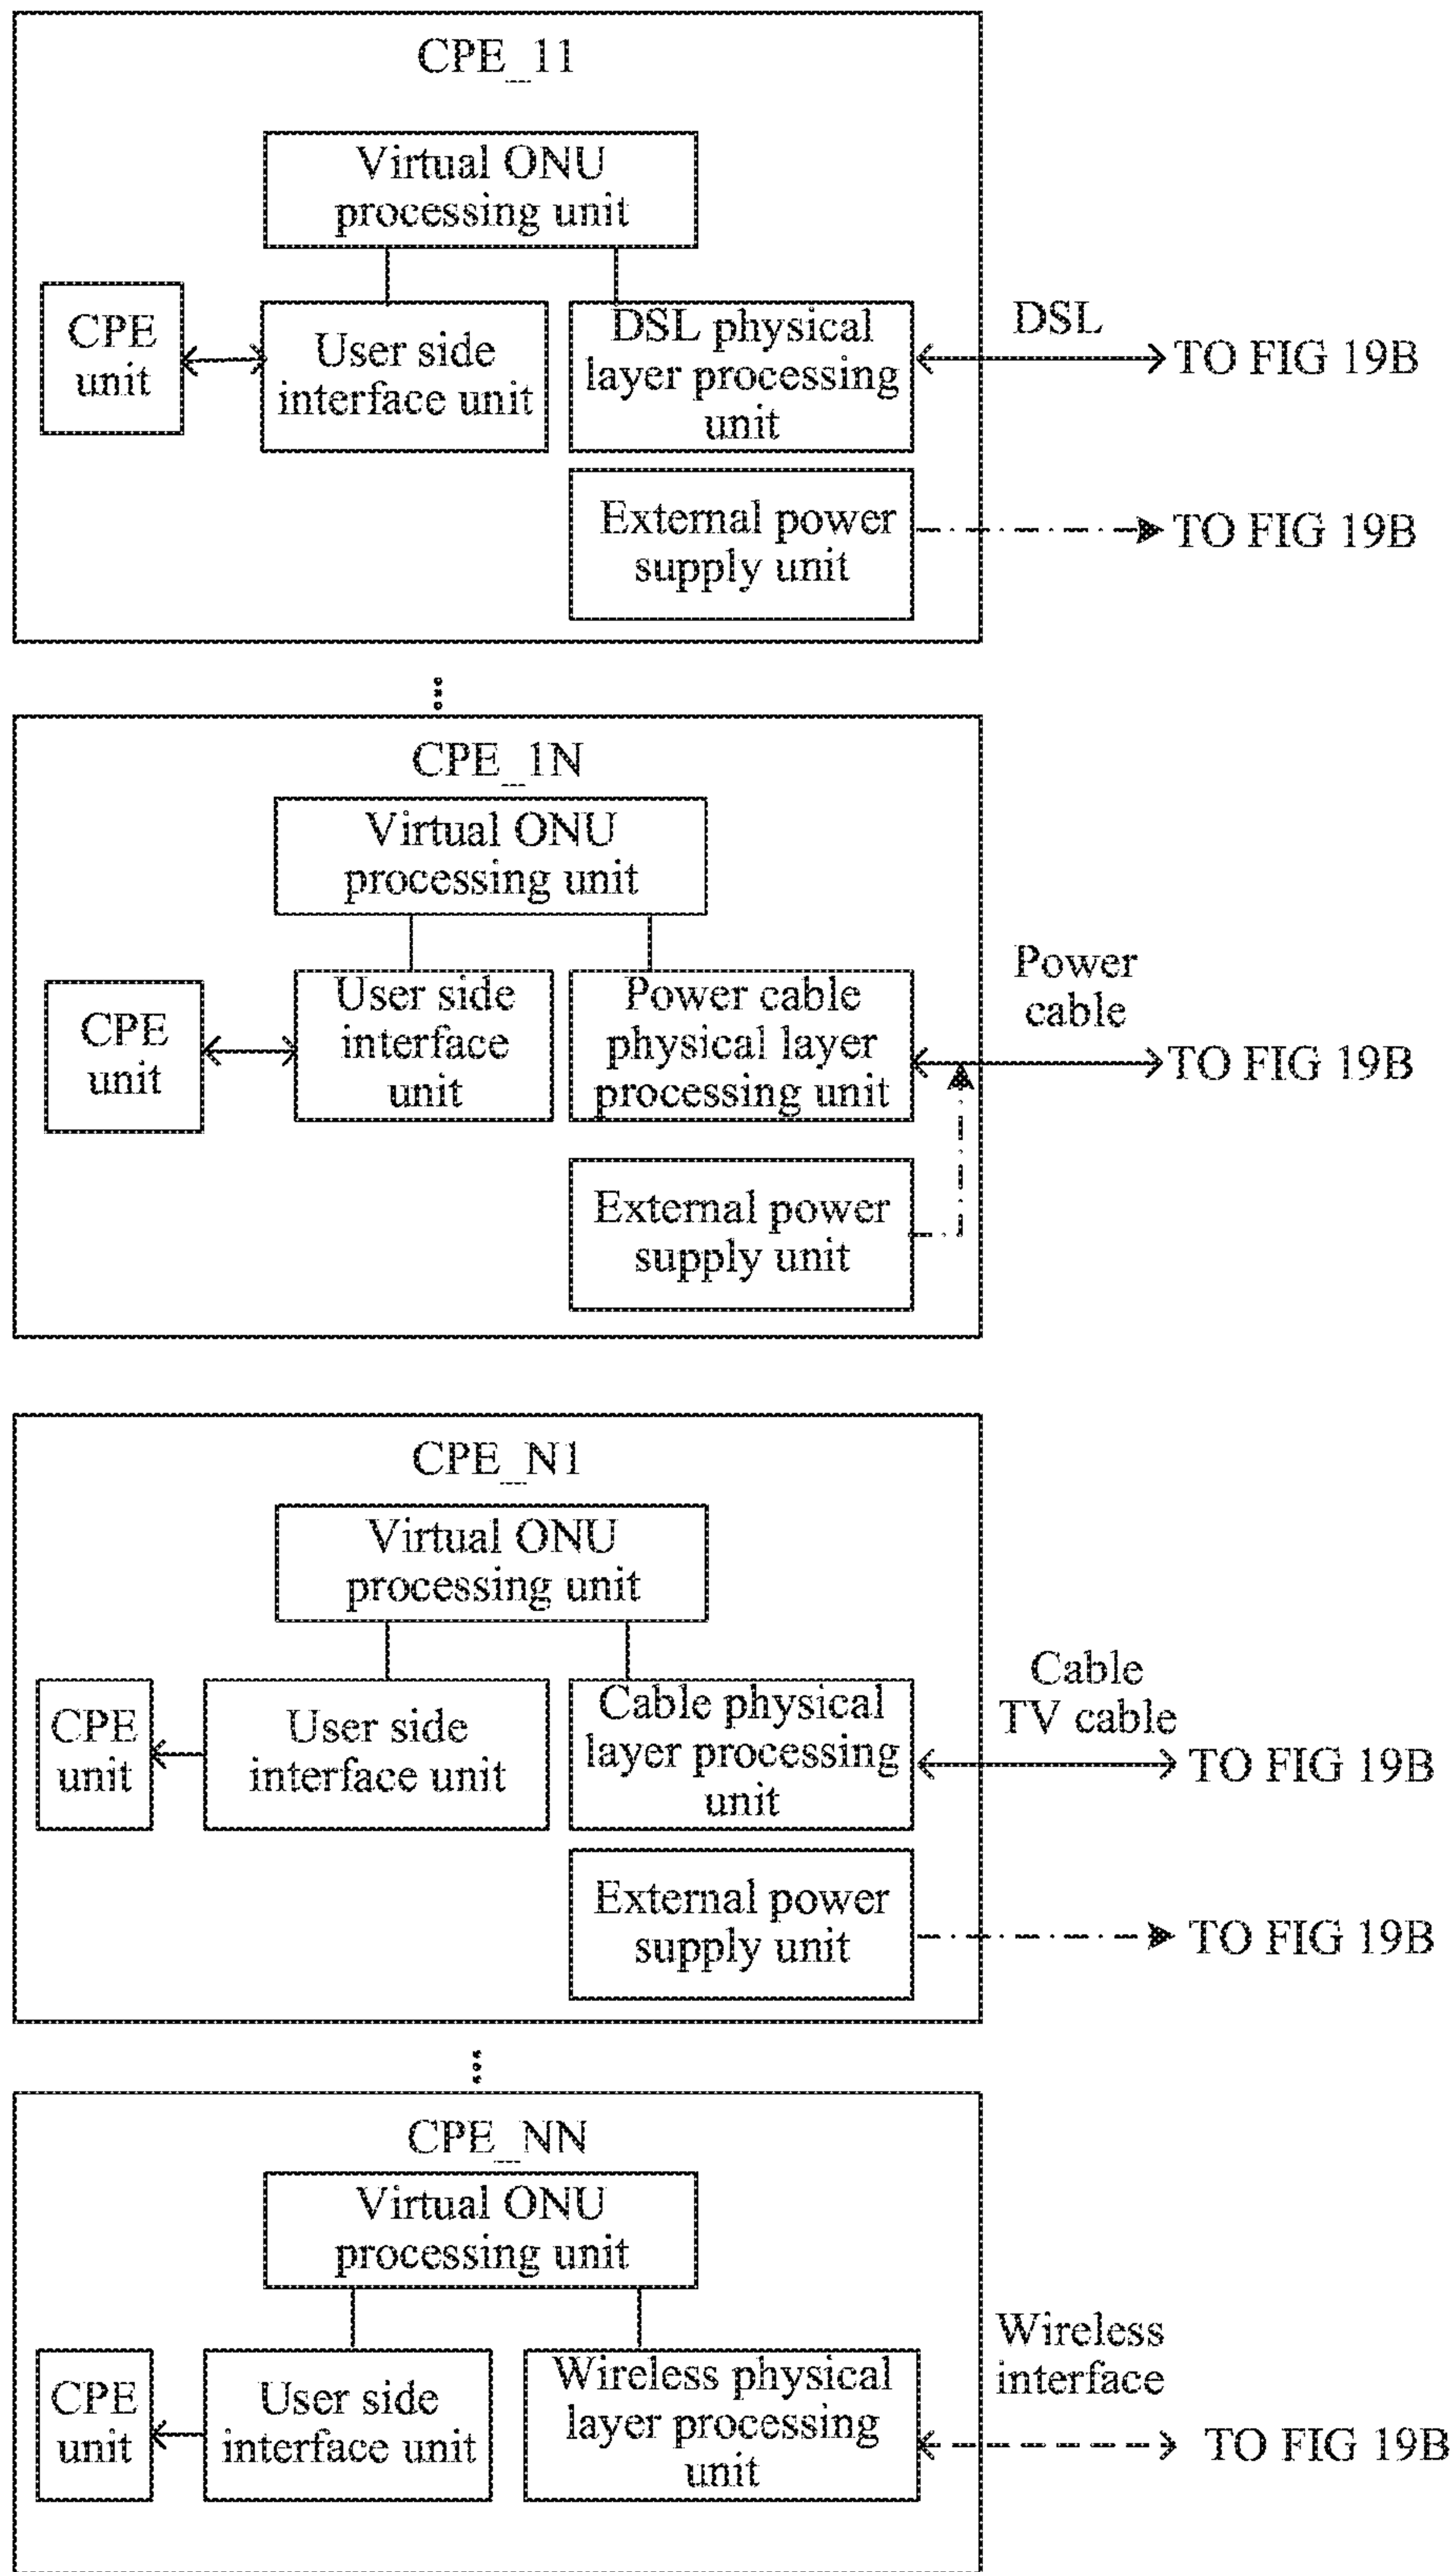 CPE_11
Virtual ONU
processing unit
CPE
unit
User side
interface unit
DSL physical
layer processing
unit
DSL
TO FIG 19B
External power
supply unit
TO FIG 19B
CPE_1N
Virtual ONU
processing unit
CPE
unit
User side
interface
unit
Power cable
physical layer
processing unit
Power
cable
TO FIG 19B
External power
supply unit
CPE_N1
Virtual ONU
processing unit
CPE
unit
User side
interface unit
Cable physical
layer processing
unit
Cable
TV cable
TO FIG 19B
External power
supply unit
TO FIG 19B
CPE_NN
Virtual ONU
processing unit
CPE
unit
User side
interface unit
Wireless physical
layer processing
unit
Wireless
interface
TO FIG 19B